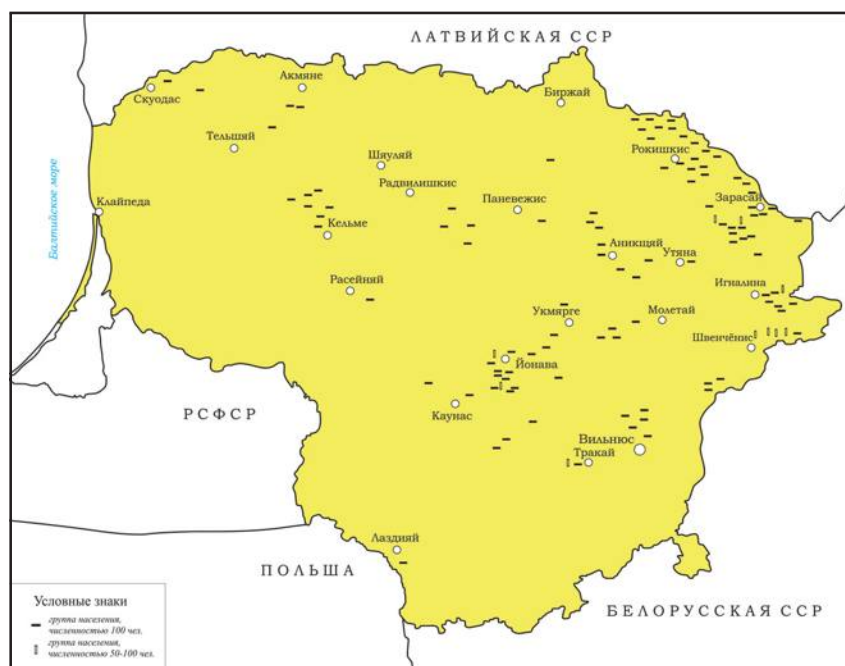 ЛАТВИЙСКАЯ ССР
Акмяне
Скуодас
Биржай
Тельшяй
Рокишкис
Шяуляй
Радвилишкис
Паневежис
Зарасай
Клайпеда
Балтийское море
Кельме
Аникщяй
Утяна
Расейняй
Игналина
Укмярге
Молетай
Швенчёнис
Йонава
Каунас
РСФСР
Вильнюс
Тракай
Лаздияй
ПОЛЬША
БЕЛОРУССКАЯ ССР
Условные знаки
группа населения,
численностью 100 чел.
группа населения,
численностью 50-100 чел.